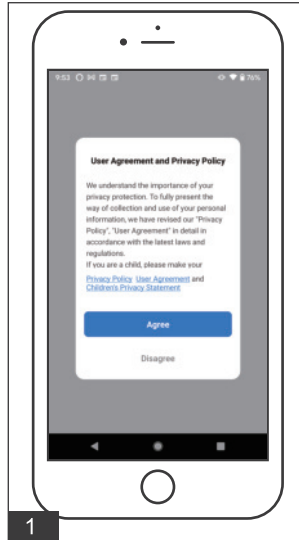 9:53
76%
User Agreement and Privacy Policy
We understand the importance of your
privacy protection. To fully present the
way of collection and use of your personal
information, we have revised our "Privacy
Policy", "User Agreement" in detail in
accordance with the latest laws and
regulations.
If you are a child, please make your
Privacy Policy User Agreement and
Children's Privacy Statement
Agree
Disagree
1